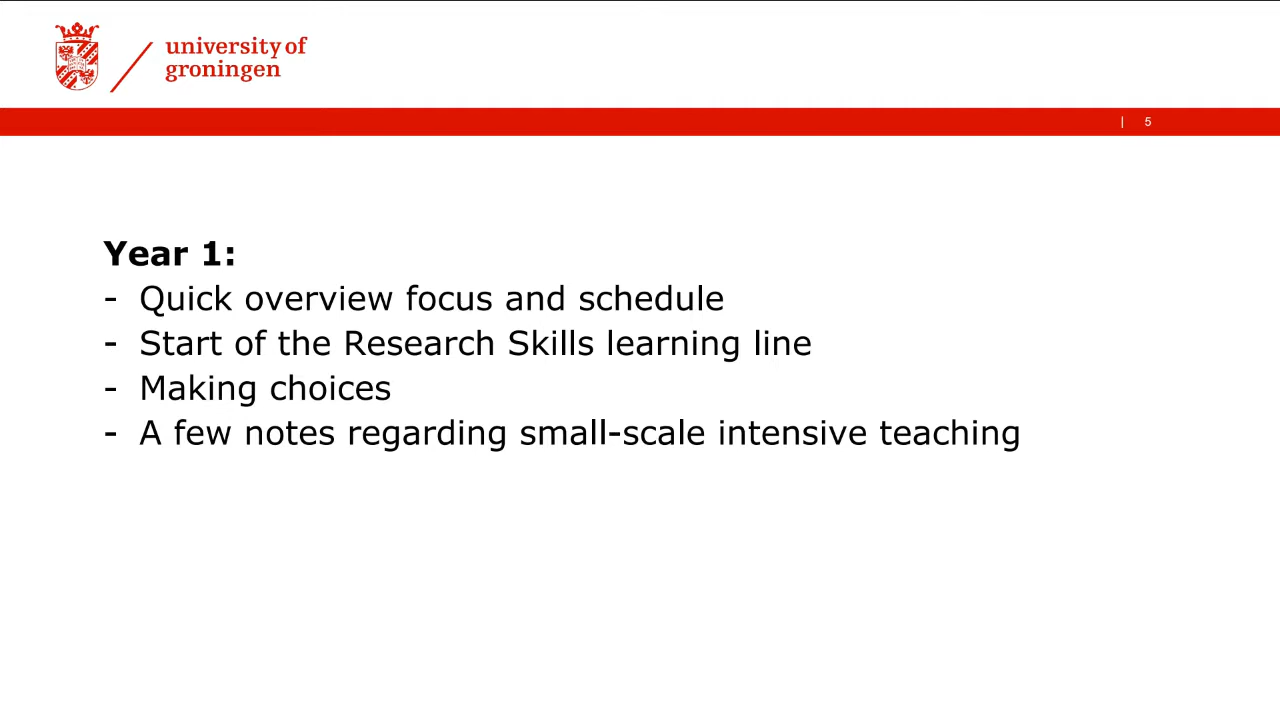 university of
groningen
| 5
Year 1:
- Quick overview focus and schedule
- Start of the Research Skills learning line
- Making choices
- A few notes regarding small-scale intensive teaching